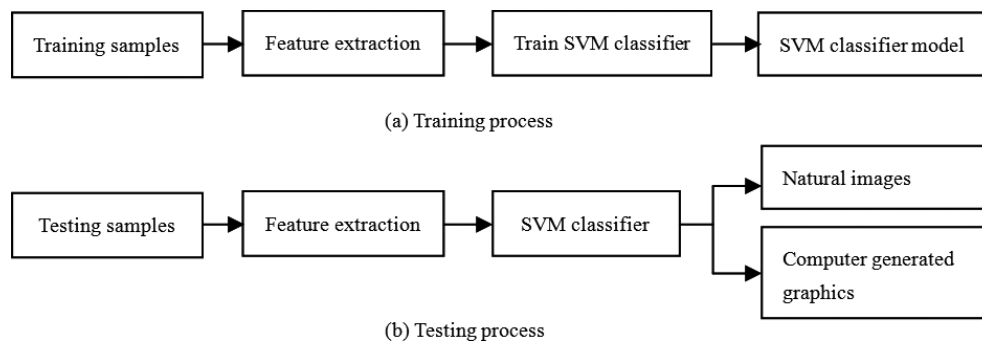 Training samples
Feature extraction
Train SVM classifier
SVM classifier model
(a) Training process
Testing samples
Feature extraction
SVM classifier
Natural images
Computer generated
graphics
(b) Testing process